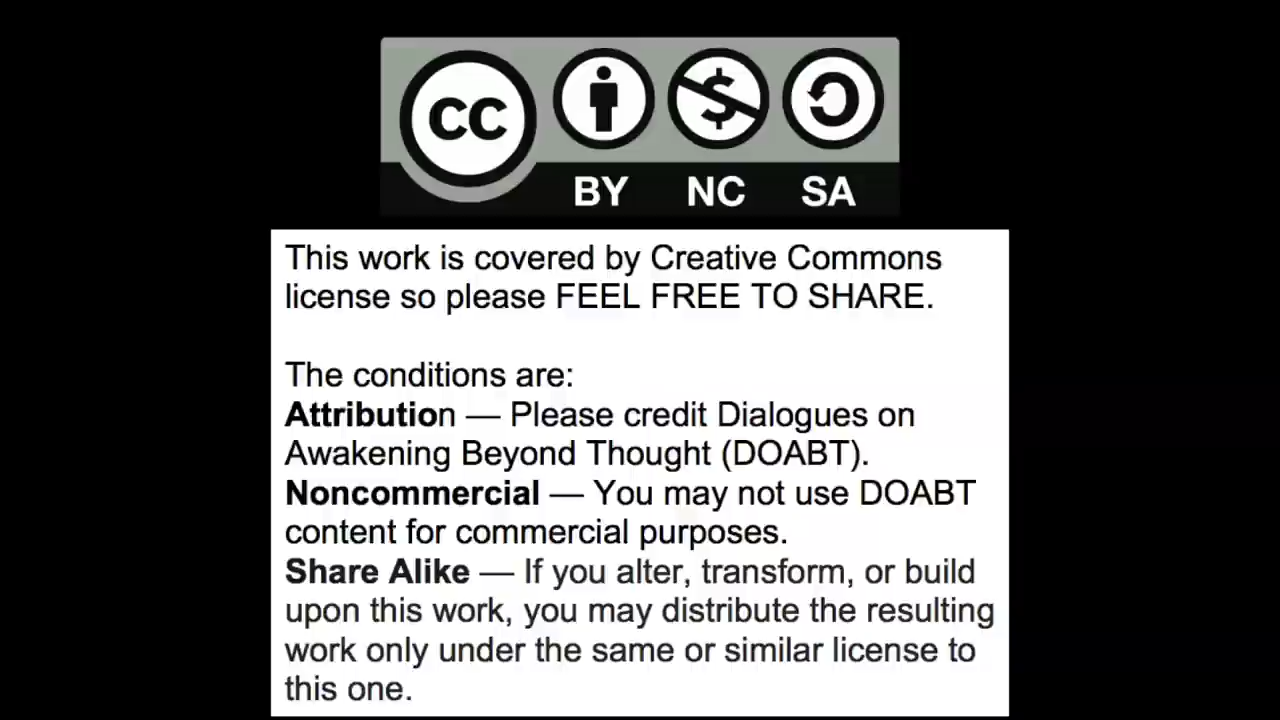 CC
BY NC SA
This work is covered by Creative Commons
license so please FEEL FREE TO SHARE.
The conditions are:
Attribution — Please credit Dialogues on
Awakening Beyond Thought (DOABT).
Noncommercial — You may not use DOABT
content for commercial purposes.
Share Alike — If you alter, transform, or build
upon this work, you may distribute the resulting
work only under the same or similar license to
this one.